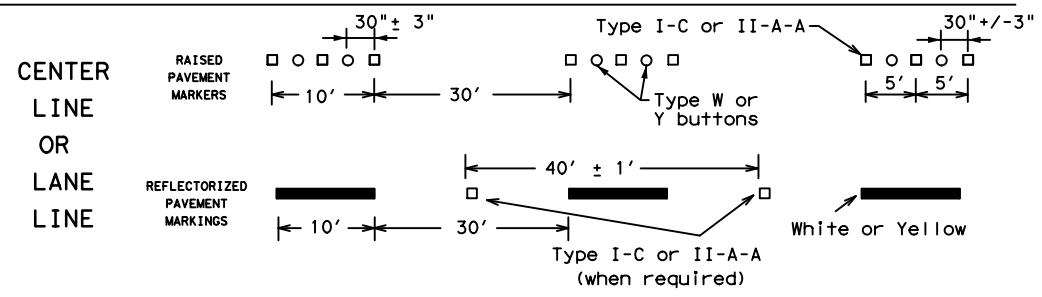 CENTER
LINE
OR
LANE
LINE
RAISED
PAVEMENT
MARKERS
30"± 3"
10'
30'
Type I-C or II-A-A
Type W or
Y buttons
30"+/-3"
5'
5'
REFLECTORIZED
PAVEMENT
MARKINGS
40' ± 1'
10'
30'
Type I-C or II-A-A
(when required)
White or Yellow